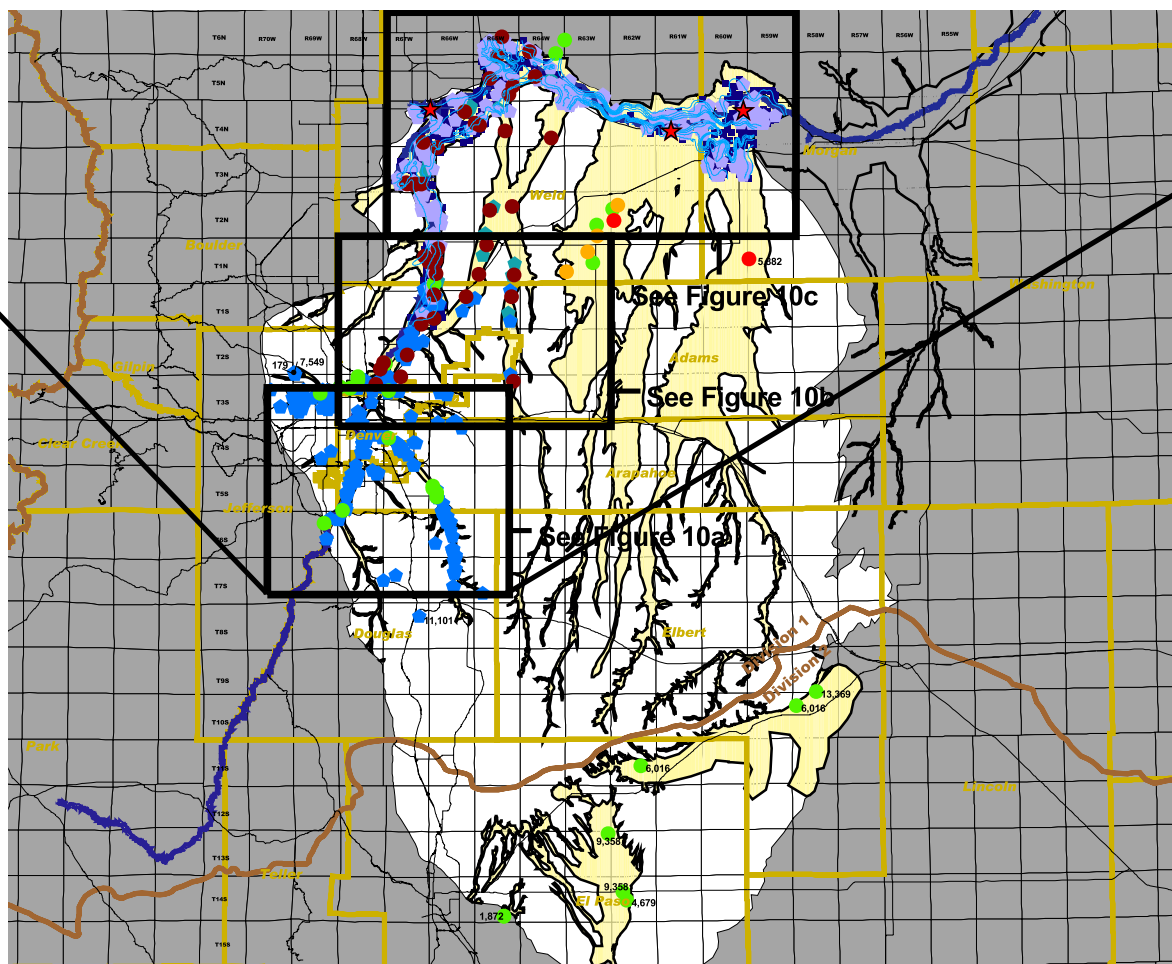 T6N R70W R69W R68W R67W R66W R65W R64W R63W R62W R61W R60W R59W R58W R57W R56W R55W
T5N
T4N
Morgan
T3N
Weld
T2N
Boulder
T1N
5,882
See Figure 10c
Washington
T1S
T2S
Adams
Gilpin
179 7,549
See Figure 10b
T3S
Denver
Clear Creek
T4S
Arapahoe
T5S
Jefferson
See Figure 10a
T6S
T7S
11,101
Douglas
T8S
Elbert
Division 1
Division 2
T9S
13,369
6,016
T10S
Park
T11S
6,016
Lincoln
T12S
9,358
T13S
Teller
9,358
4,679
El Paso
T14S
1,872
T15S